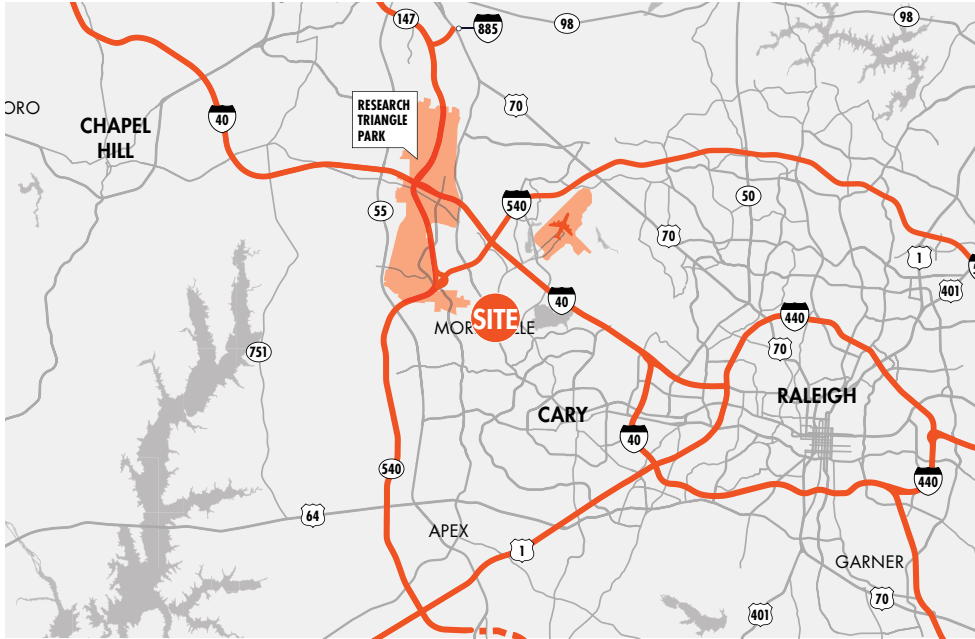 147
885
98
98
ORO
CHAPEL
HILL
40
RESEARCH
TRIANGLE
PARK
70
540
50
55
70
1
401
40
SITE
440
70
751
CARY
RALEIGH
40
540
440
64
APEX
1
GARNER
70
401